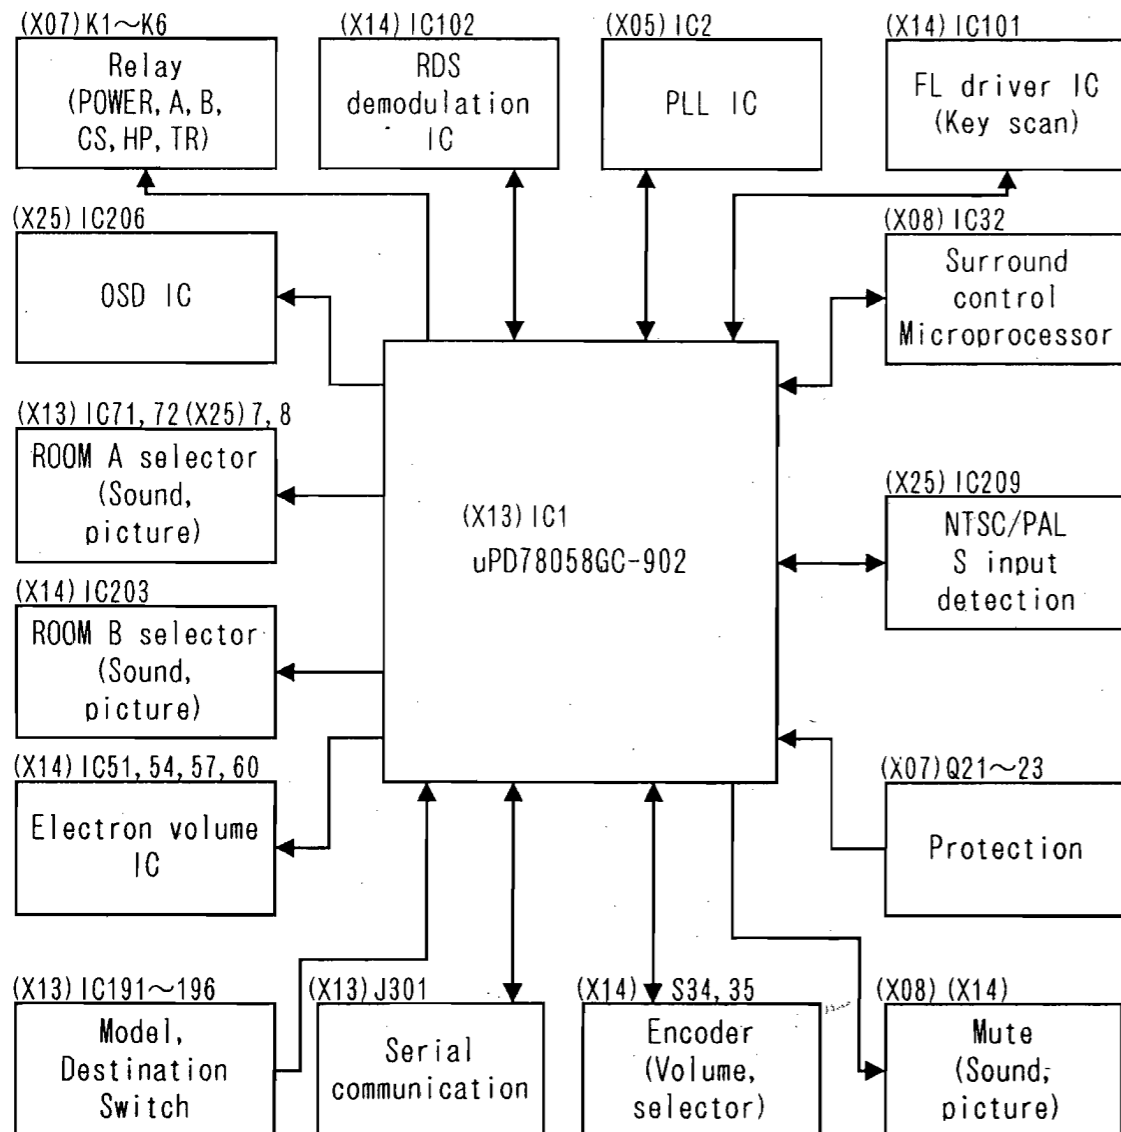 (X07) K1～K6
Relay
(POWER, A, B,
CS, HP, TR)
(X14) IC102
RDS
demodulation
IC
(X05) IC2
PLL IC
(X14) IC101
FL driver IC
(Key scan)
(X25) IC206
OSD IC
(X08) IC32
Surround
control
Microprocessor
(X13) IC71, 72 (X25) 7, 8
ROOM A selector
(Sound,
picture)
(X13) IC1
uPD78058GC-902
(X25) IC209
NTSC/PAL
S input
detection
(X14) IC203
ROOM B selector
(Sound,
picture)
(X14) IC51, 54, 57, 60
Electron volume
IC
(X07) Q21～23
Protection
(X13) IC191～196
Model,
Destination
Switch
(X13) J301
Serial
communication
(X14) S34, 35
Encoder
(Volume,
selector)
(X08) (X14)
Mute
(Sound,
picture)